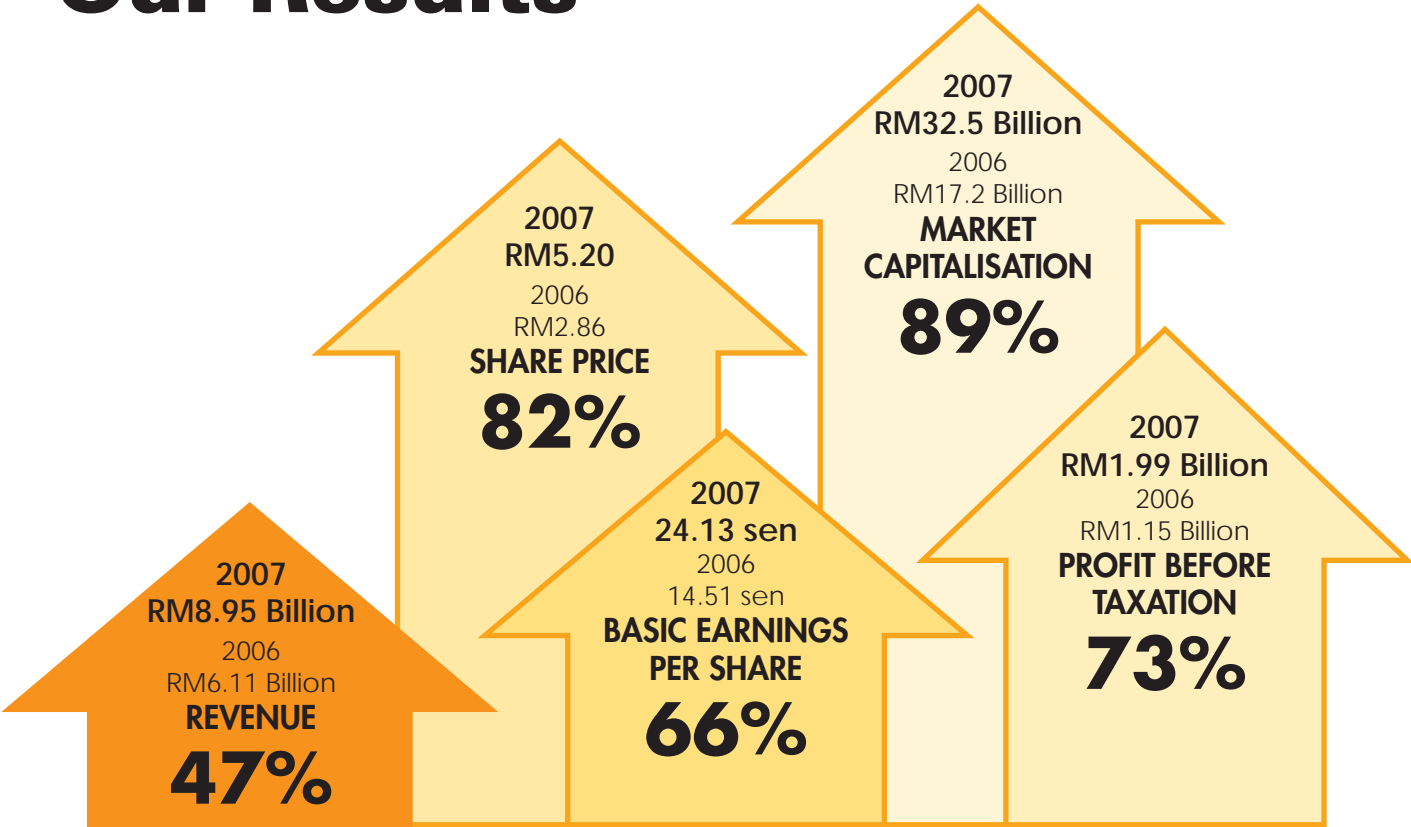 Our Results
2007
RM32.5 Billion
2006
RM17.2 Billion
MARKET
CAPITALISATION
89%
2007
RM5.20
2006
RM2.86
SHARE PRICE
82%
2007
RM1.99 Billion
2006
RM1.15 Billion
PROFIT BEFORE
TAXATION
73%
2007
24.13 sen
2006
14.51 sen
BASIC EARNINGS
PER SHARE
66%
2007
RM8.95 Billion
2006
RM6.11 Billion
REVENUE
47%